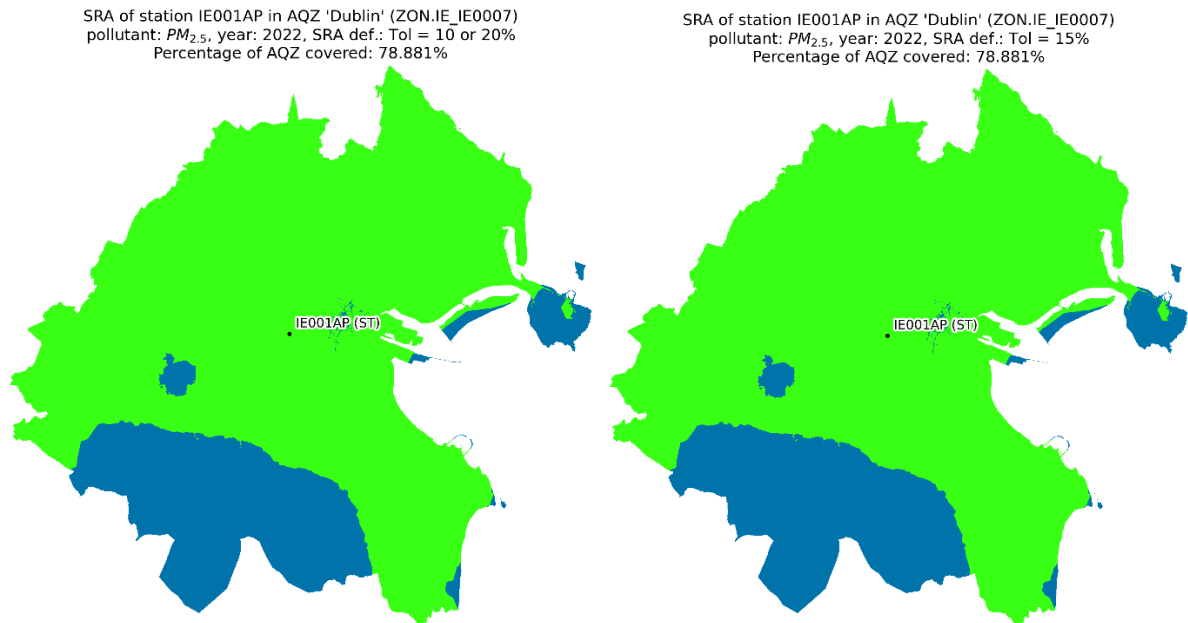 SRA of station IE001AP in AQZ 'Dublin' (ZON.IE_IE0007)
pollutant: PM2.5, year: 2022, SRA def.: Tol = 10 or 20%
Percentage of AQZ covered: 78.881%
IE001AP (ST)
SRA of station IE001AP in AQZ 'Dublin' (ZON.IE_IE0007)
pollutant: PM2.5, year: 2022, SRA def.: Tol = 15%
Percentage of AQZ covered: 78.881%
IE001AP (ST)